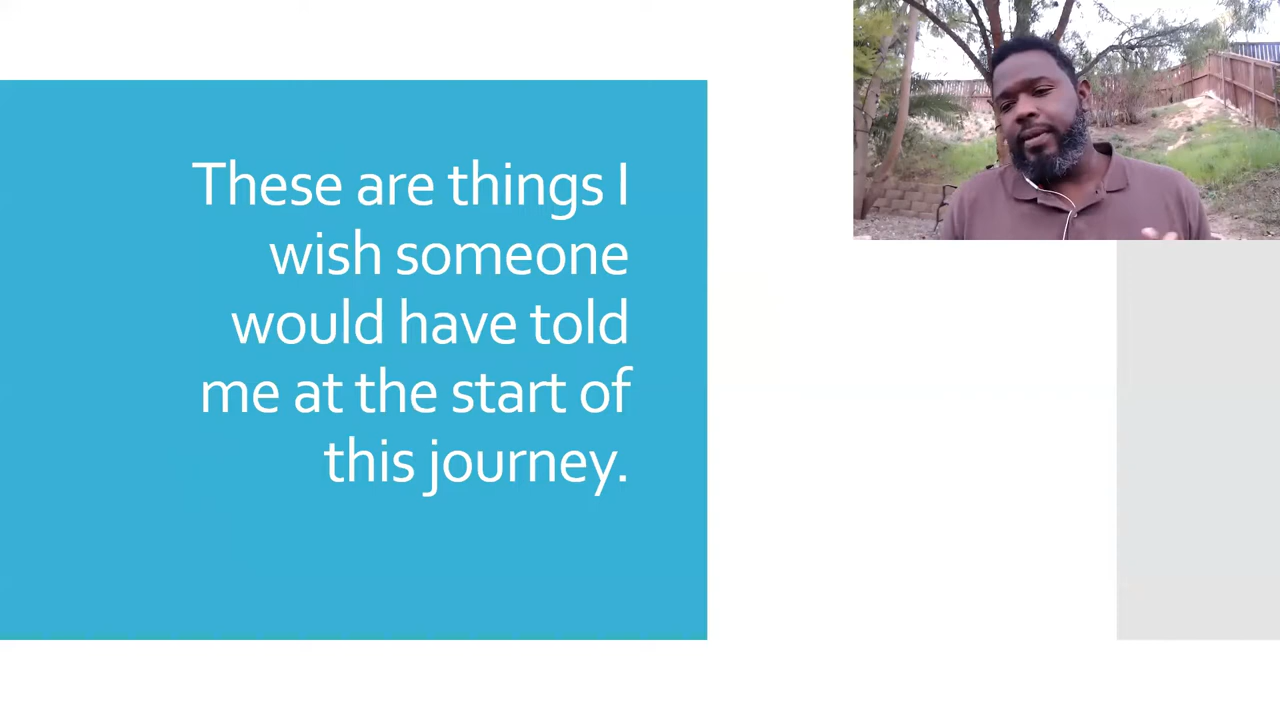 These are things I
wish someone
would have told
me at the start of
this journey.